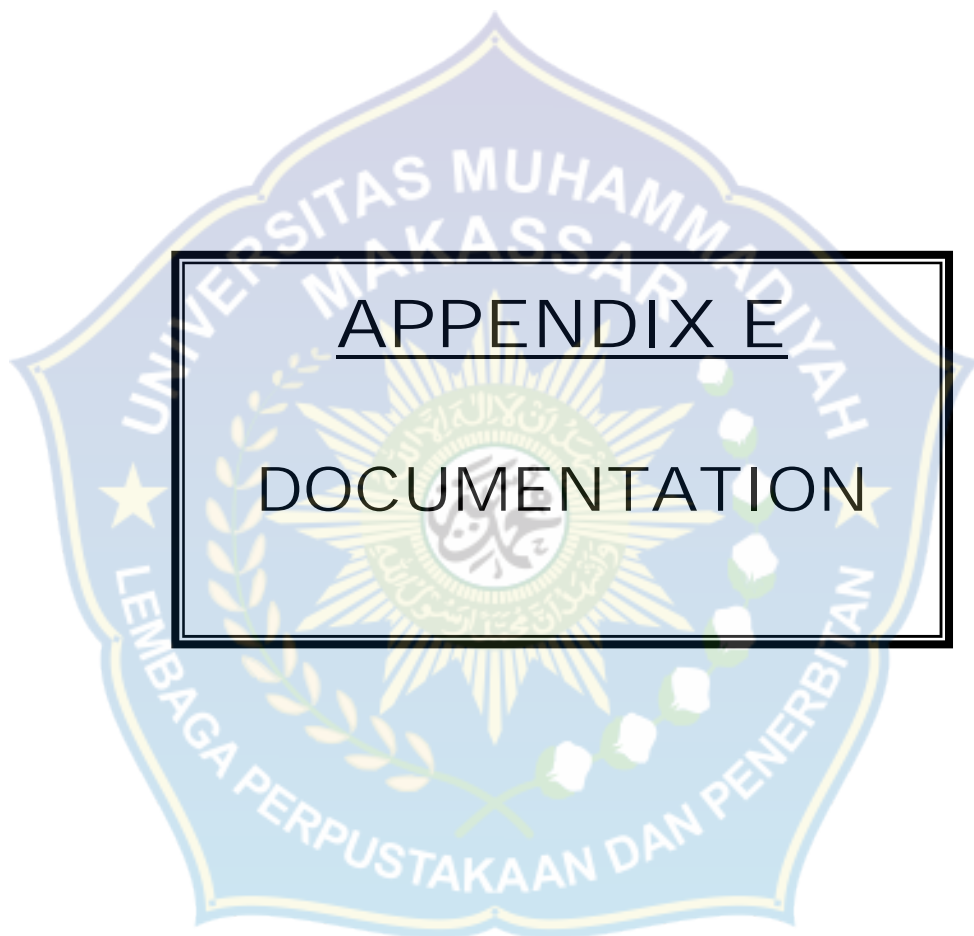 UNIVERSITAS MUHAMMADIYAH
MAKASSAR
APPENDIX E
DOCUMENTATION
LEMBAGA PERPUSTAKAAN DAN PENERBITAN